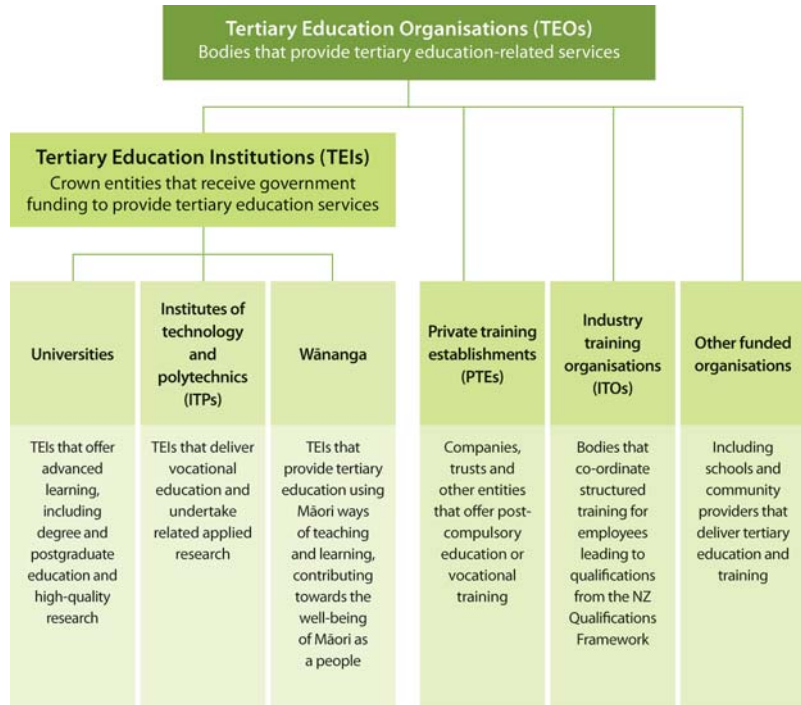 Tertiary Education Organisations (TEOs)
Bodies that provide tertiary education-related services
Tertiary Education Institutions (TEIs)
Crown entities that receive government
funding to provide tertiary education services
Universities
TEIs that offer
advanced
learning,
including
degree and
postgraduate
education and
high-quality
research
Institutes of
technology
and
polytechnics
(ITPs)
TEIs that deliver
vocational
education and
undertake
related applied
research
Wānanga
TEIs that
provide tertiary
education using
Māori ways
of teaching
and learning,
contributing
towards the
well-being
of Māori as
a people
Private training
establishments
(PTEs)
Companies,
trusts and
other entities
that offer post-
compulsory
education or
vocational
training
Industry
training
organisations
(ITOs)
Bodies that
co-ordinate
structured
training for
employees
leading to
qualifications
from the NZ
Qualifications
Framework
Other funded
organisations
Including
schools and
community
providers that
deliver tertiary
education and
training